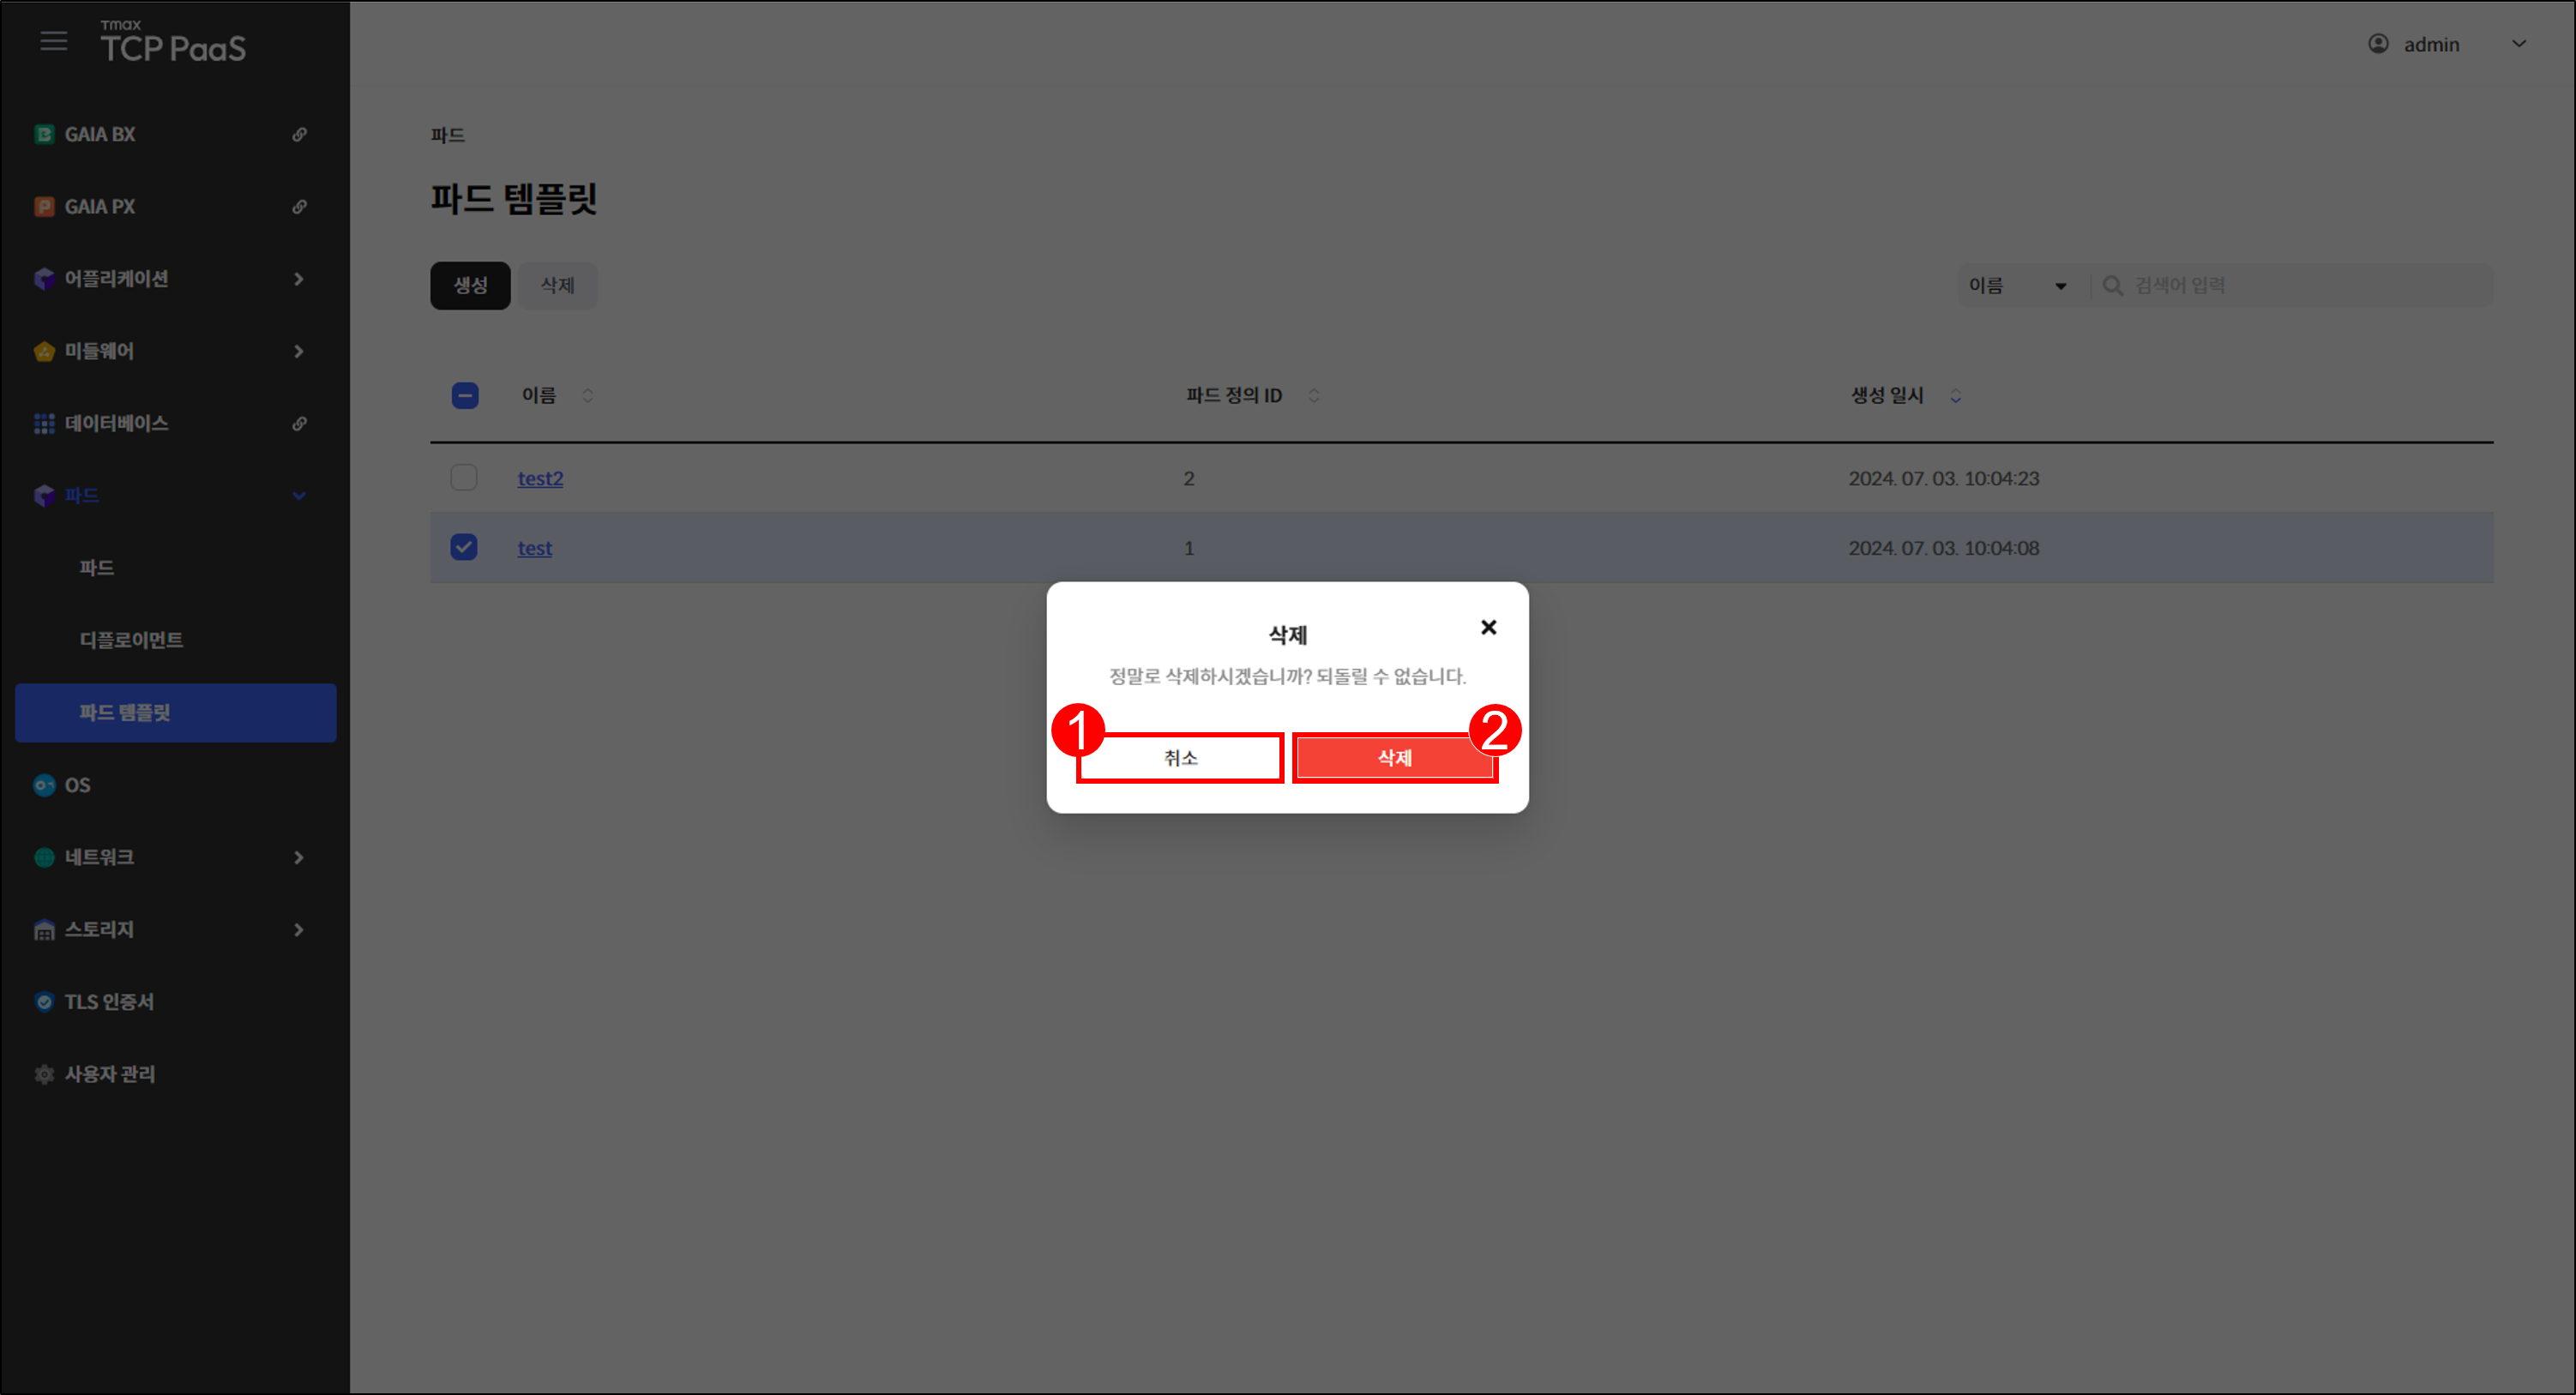 Tmax
TCP PaaS
admin
GAIA BX
GAIA PX
어플리케이션
미들웨어
데이터베이스
파드
파드
디플로이먼트
파드 템플릿
OS
네트워크
스토리지
TLS 인증서
사용자 관리
파드
파드 템플릿
생성 삭제
이름 검색어 입력
이름 파드 정의 ID 생성 일시
test2 2 2024. 07. 03. 10:04:23
test 1 2024. 07. 03. 10:04:08
삭제
정말로 삭제하시겠습니까? 되돌릴 수 없습니다.
1 2
취소 삭제